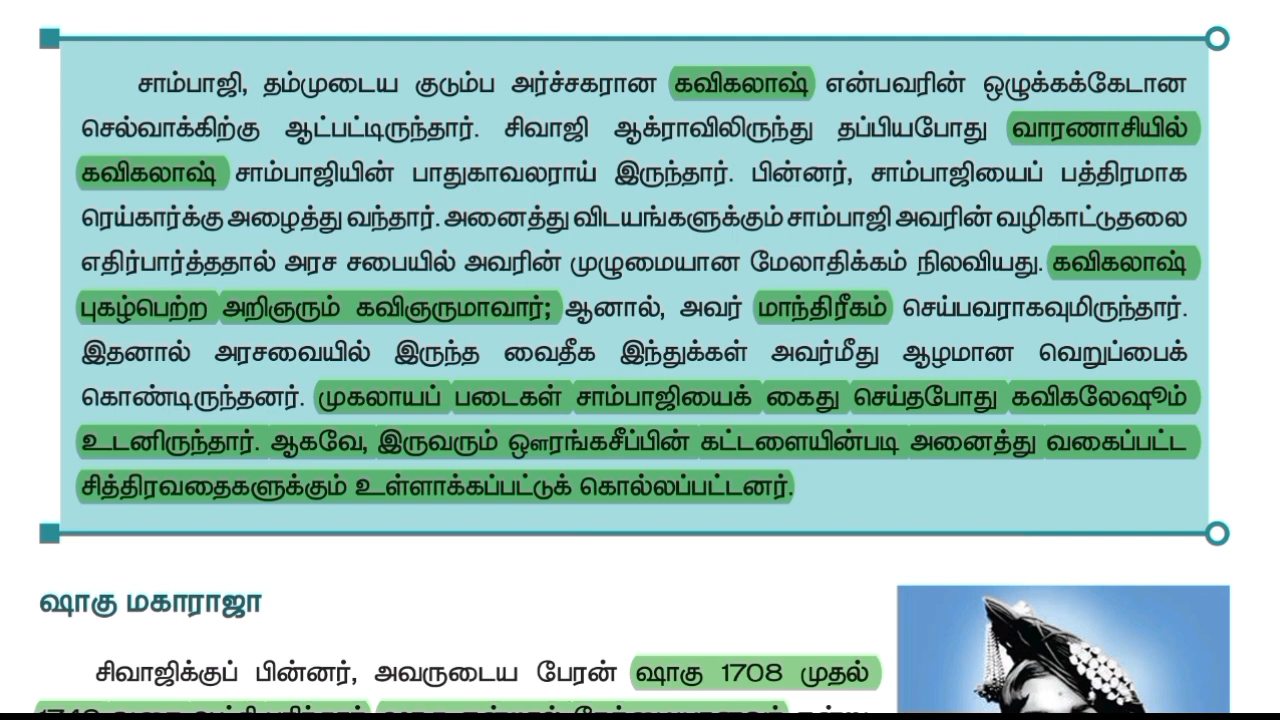 சாம்பாஜி, தம்முடைய குடும்ப அர்ச்சகரான கவிகலாஷ் என்பவரின் ஒழுக்கக்கேடான
செல்வாக்கிற்கு ஆட்பட்டிருந்தார். சிவாஜி ஆக்ராவிலிருந்து தப்பியபோது வாரணாசியில்
கவிகலாஷ் சாம்பாஜியின் பாதுகாவலராய் இருந்தார். பின்னர், சாம்பாஜியைப் பத்திரமாக
ரெய்கார்க்கு அழைத்து வந்தார். அனைத்து விடயங்களுக்கும் சாம்பாஜி அவரின் வழிகாட்டுதலை
எதிர்பார்த்ததால் அரச சபையில் அவரின் முழுமையான மேலாதிக்கம் நிலவியது. கவிகலாஷ்
புகழ்பெற்ற அறிஞரும் கவிஞருமாவார்; ஆனால், அவர் மாந்திரீகம் செய்பவராகவுமிருந்தார்.
இதனால் அரசவையில் இருந்த வைதீக இந்துக்கள் அவர்மீது ஆழமான வெறுப்பைக்
கொண்டிருந்தனர். முகலாயப் படைகள் சாம்பாஜியைக் கைது செய்தபோது கவிகலேஷூம்
உடனிருந்தார். ஆகவே, இருவரும் ஔரங்கசீப்பின் கட்டளையின்படி அனைத்து வகைப்பட்ட
சித்திரவதைகளுக்கும் உள்ளாக்கப்பட்டுக் கொல்லப்பட்டனர்.
ஷாகு மகாராஜா
சிவாஜிக்குப் பின்னர், அவருடைய பேரன் ஷாகு 1708 முதல்